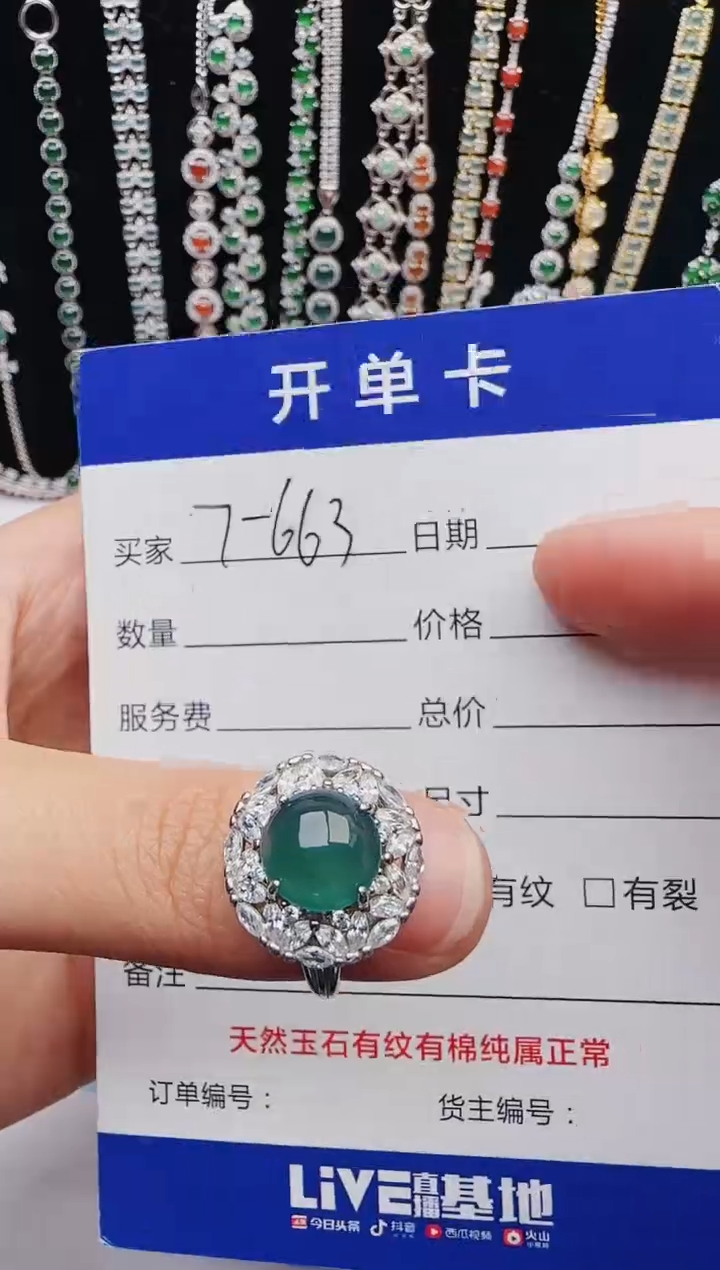 开单卡
买家 7-663 日期
数量 价格
服务费 总价
尺寸
有纹 □有裂
备注
天然玉石有纹有棉纯属正常
订单编号： 货主编号：
LiVE直播基地
今日头条 抖音 西瓜视频 火山